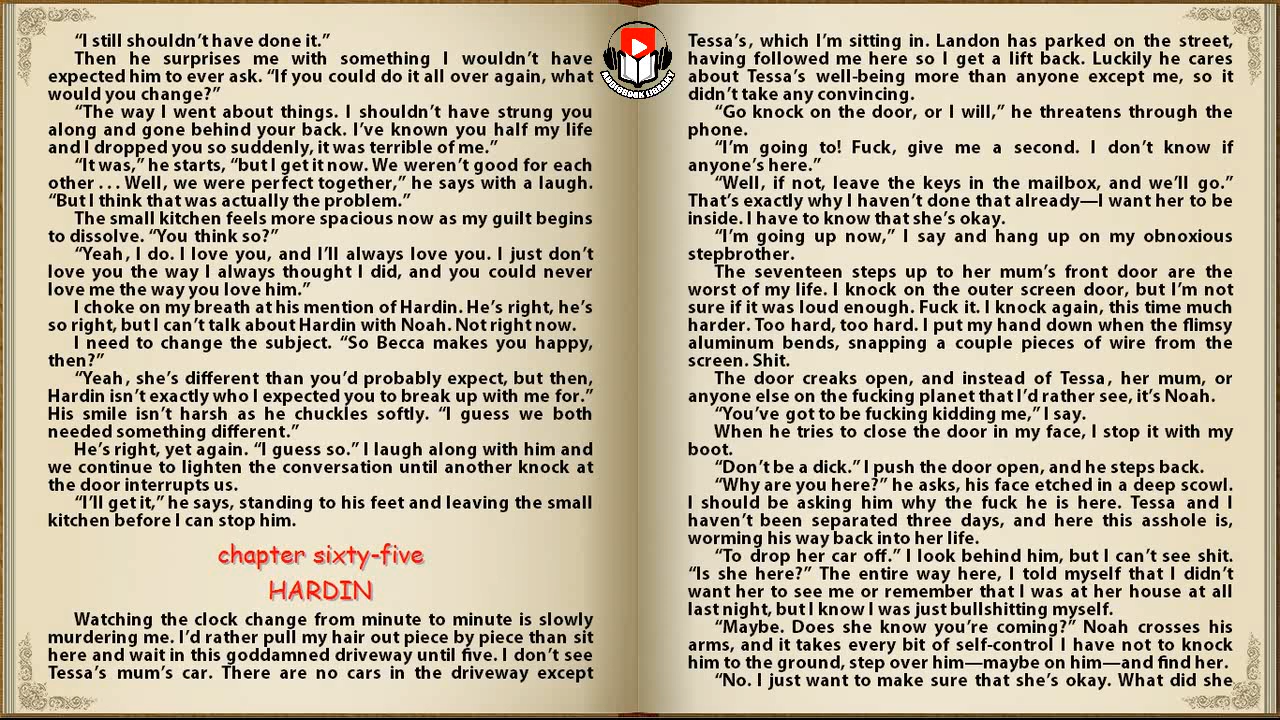 “I still shouldn’t have done it.”
Then he surprises me with something I wouldn’t have
expected him to ever ask. “If you could do it all over again, what
would you change?”
“The way I went about things. I shouldn’t have strung you
along and gone behind your back. I’ve known you half my life
and I dropped you so suddenly, it was terrible of me.”
“It was,” he starts, “but I get it now. We weren’t good for each
other . . . Well, we were perfect together,” he says with a laugh.
“But I think that was actually the problem.”
The small kitchen feels more spacious now as my guilt begins
to dissolve. “You think so?”
“Yeah, I do. I love you, and I’ll always love you. I just don’t
love you the way I always thought I did, and you could never
love me the way you love him.”
I choke on my breath at his mention of Hardin. He’s right, he’s
so right, but I can’t talk about Hardin with Noah. Not right now.
I need to change the subject. “So Becca makes you happy,
then?”
“Yeah, she’s different than you’d probably expect, but then,
Hardin isn’t exactly who I expected you to break up with me for.”
His smile isn’t harsh as he chuckles softly. “I guess we both
needed something different.”
He’s right, yet again. “I guess so.” I laugh along with him and
we continue to lighten the conversation until another knock at
the door interrupts us.
“I’ll get it,” he says, standing to his feet and leaving the small
kitchen before I can stop him.
chapter sixty-five
HARDIN
Watching the clock change from minute to minute is slowly
murdering me. I’d rather pull my hair out piece by piece than sit
here and wait in this goddamned driveway until five. I don’t see
Tessa’s mum’s car. There are no cars in the driveway except
AUDIOBOOK LIBRARY
Tessa’s, which I’m sitting in. Landon has parked on the street,
having followed me here so I get a lift back. Luckily he cares
about Tessa’s well-being more than anyone except me, so it
didn’t take any convincing.
“Go knock on the door, or I will,” he threatens through the
phone.
“I’m going to! Fuck, give me a second. I don’t know if
anyone’s here.”
“Well, if not, leave the keys in the mailbox, and we’ll go.”
That’s exactly why I haven’t done that already—I want her to be
inside. I have to know that she’s okay.
“I’m going up now,” I say and hang up on my obnoxious
stepbrother.
The seventeen steps up to her mum’s front door are the
worst of my life. I knock on the outer screen door, but I’m not
sure if it was loud enough. Fuck it. I knock again, this time much
harder. Too hard, too hard. I put my hand down when the flimsy
aluminum bends, snapping a couple pieces of wire from the
screen. Shit.
The door creaks open, and instead of Tessa, her mum, or
anyone else on the fucking planet that I’d rather see, it’s Noah.
“You’ve got to be fucking kidding me,” I say.
When he tries to close the door in my face, I stop it with my
boot.
“Don’t be a dick.” I push the door open, and he steps back.
“Why are you here?” he asks, his face etched in a deep scowl.
I should be asking him why the fuck he is here. Tessa and I
haven’t been separated three days, and here this asshole is,
worming his way back into her life.
“To drop her car off.” I look behind him, but I can’t see shit.
“Is she here?” The entire way here, I told myself that I didn’t
want her to see me or remember that I was at her house at all
last night, but I know I was just bullshitting myself.
“Maybe. Does she know you’re coming?” Noah crosses his
arms, and it takes every bit of self-control I have not to knock
him to the ground, step over him—maybe on him—and find her.
“No. I just want to make sure that she’s okay. What did she